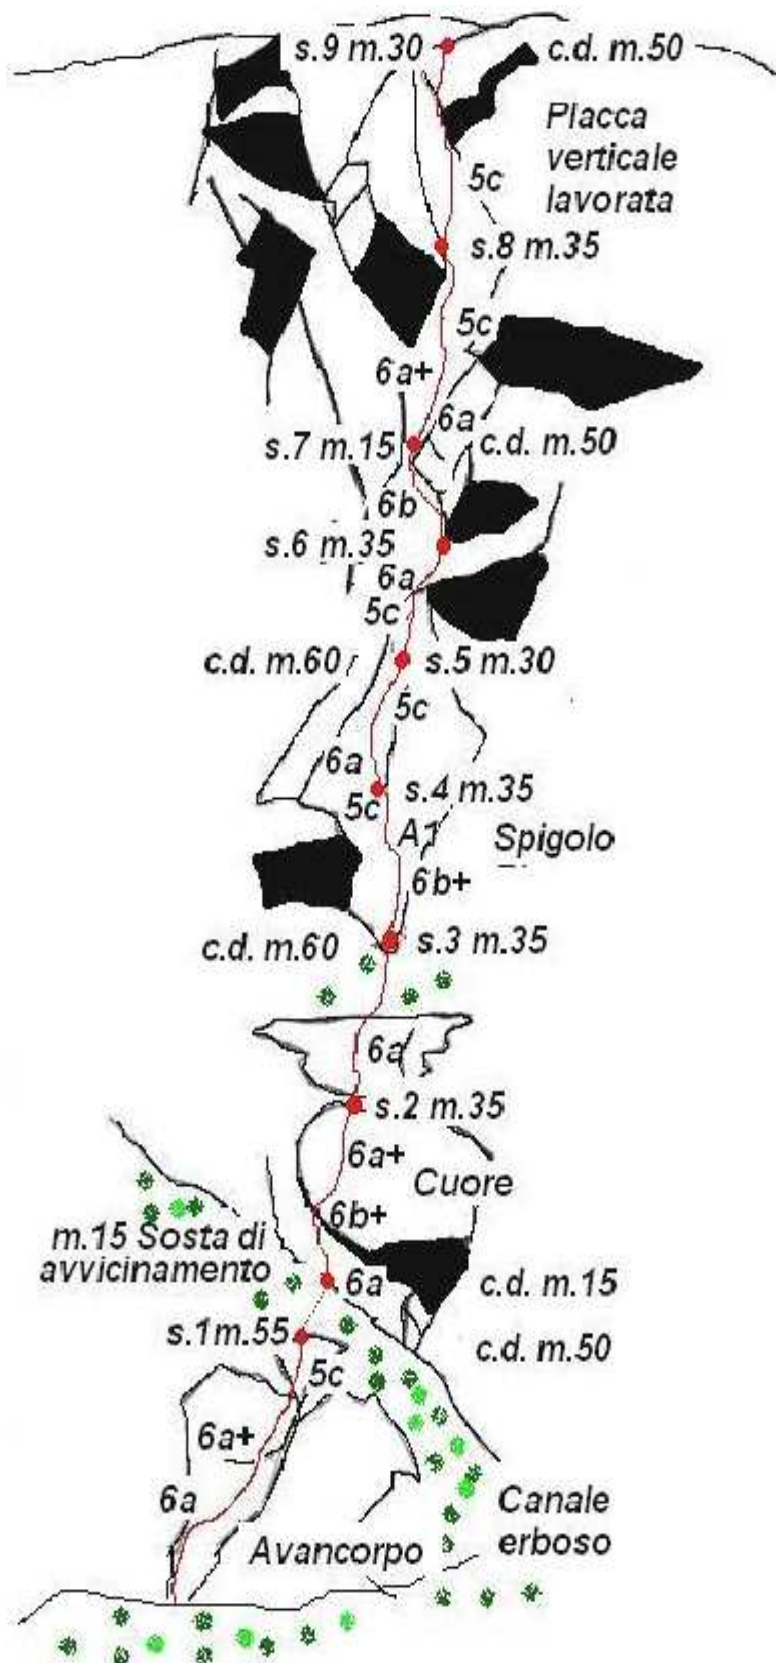 s.9 m.30
c.d. m.50
Placca
verticale
lavorata
5c
s.8 m.35
5c
6a+
6a
s.7 m.15
c.d. m.50
6b
s.6 m.35
6a
5c
c.d. m.60
s.5 m.30
5c
6a
s.4 m.35
5c
A1
Spigolo
6b+
c.d. m.60
s.3 m.35
6a
s.2 m.35
6a+
Cuore
6b+
m.15 Sosta di
avvicinamento
6a
c.d. m.15
s.1m.55
c.d. m.50
5c
6a+
6a
Canale
erboso
Avancorpo